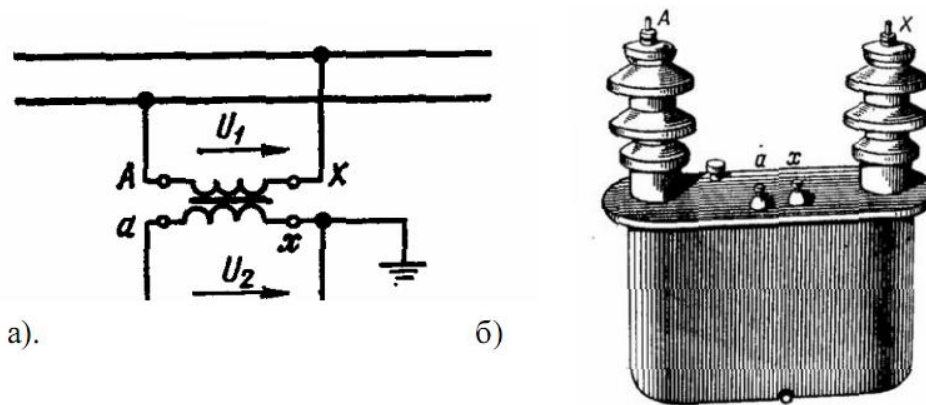 A X
U1
A X
a x
a x
U2
а). б)